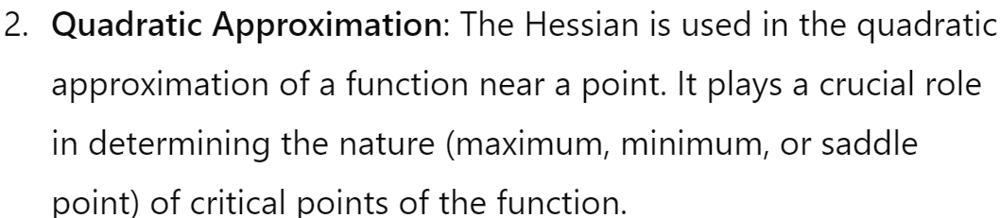 2. Quadratic Approximation: The Hessian is used in the quadratic
approximation of a function near a point. It plays a crucial role
in determining the nature (maximum, minimum, or saddle
point) of critical points of the function.